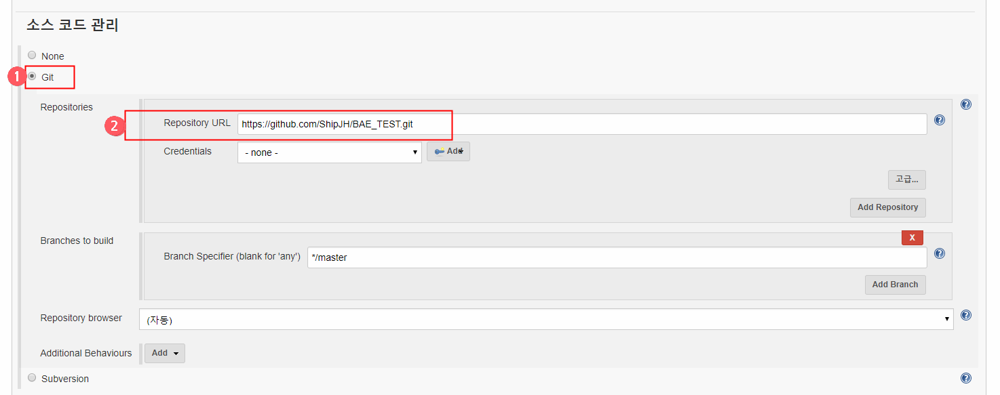 소스 코드 관리
None
1
Git
Repositories
2
Repository URL https://github.com/ShipJH/BAE_TEST.git
Credentials - none - Add
고급...
Add Repository
Branches to build
X
Branch Specifier (blank for 'any') */master
Add Branch
Repository browser (자동)
Additional Behaviours Add
Subversion